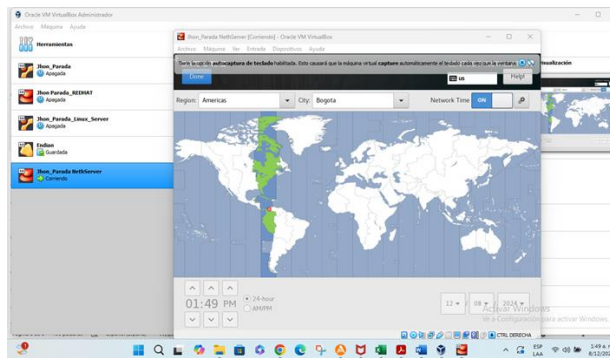 Oracle VM VirtualBox Administrador
Archivo Máquina Ayuda
Herramientas
Jhon_Parada
Apagada
Jhon Parada_REDHAT
Apagada
Jhon_Parada_Linux_Server
Apagada
Endian
Guardada
Jhon_Parada NethServer
Corriendo
Jhon_Parada NethServer [Corriendo] - Oracle VM VirtualBox
Archivo Máquina Ver Entrada Dispositivos Ayuda
Tiene la opción autocaptura de teclado habilitada. Esto causará que la máquina virtual capture automáticamente el teclado cada vez que la ventana
Done
us
Help!
Region: Americas
City: Bogota
Network Time
ON
01:49 PM
24-hour
AM/PM
12 / 08 / 2024
Activar Windows
Ve a Configuración para activar Windows.
CTRL DERECHA
ESP
LAA
1:49 a.
8/12/202